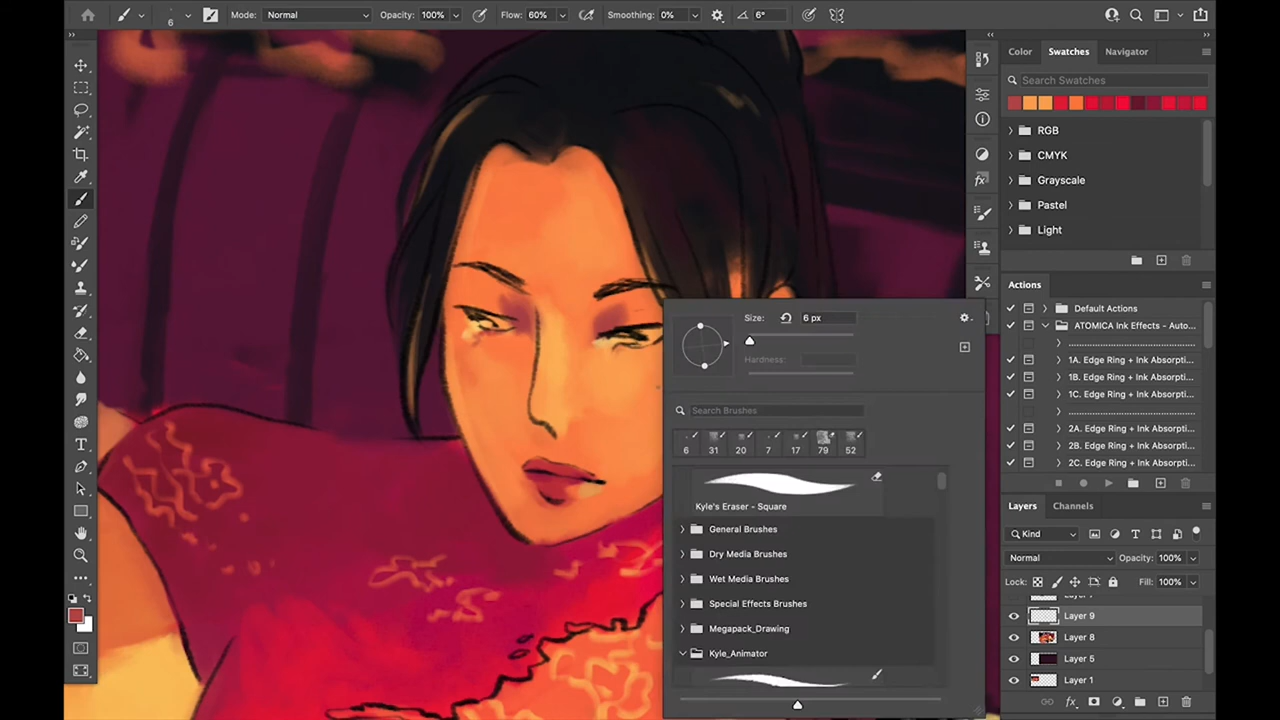 6 Mode: Normal Opacity: 100% Flow: 60% Smoothing: 0% 6°
Color Swatches Navigator
Search Swatches
RGB
CMYK
Grayscale
Pastel
Light
Actions
Default Actions
ATOMICA Ink Effects - Auto...
1A. Edge Ring + Ink Absorpti...
1B. Edge Ring + Ink Absorpti...
1C. Edge Ring + Ink Absorpti...
2A. Edge Ring + Ink Absorpti...
2B. Edge Ring + Ink Absorpti...
2C. Edge Ring + Ink Absorpti...
Layers Channels
Kind
Normal Opacity: 100%
Lock: Fill: 100%
Layer 9
Layer 8
Layer 5
Layer 1
Size: 6 px
Hardness:
Search Brushes
6 31 20 7 17 79 52
Kyle's Eraser - Square
General Brushes
Dry Media Brushes
Wet Media Brushes
Special Effects Brushes
Megapack_Drawing
Kyle_Animator